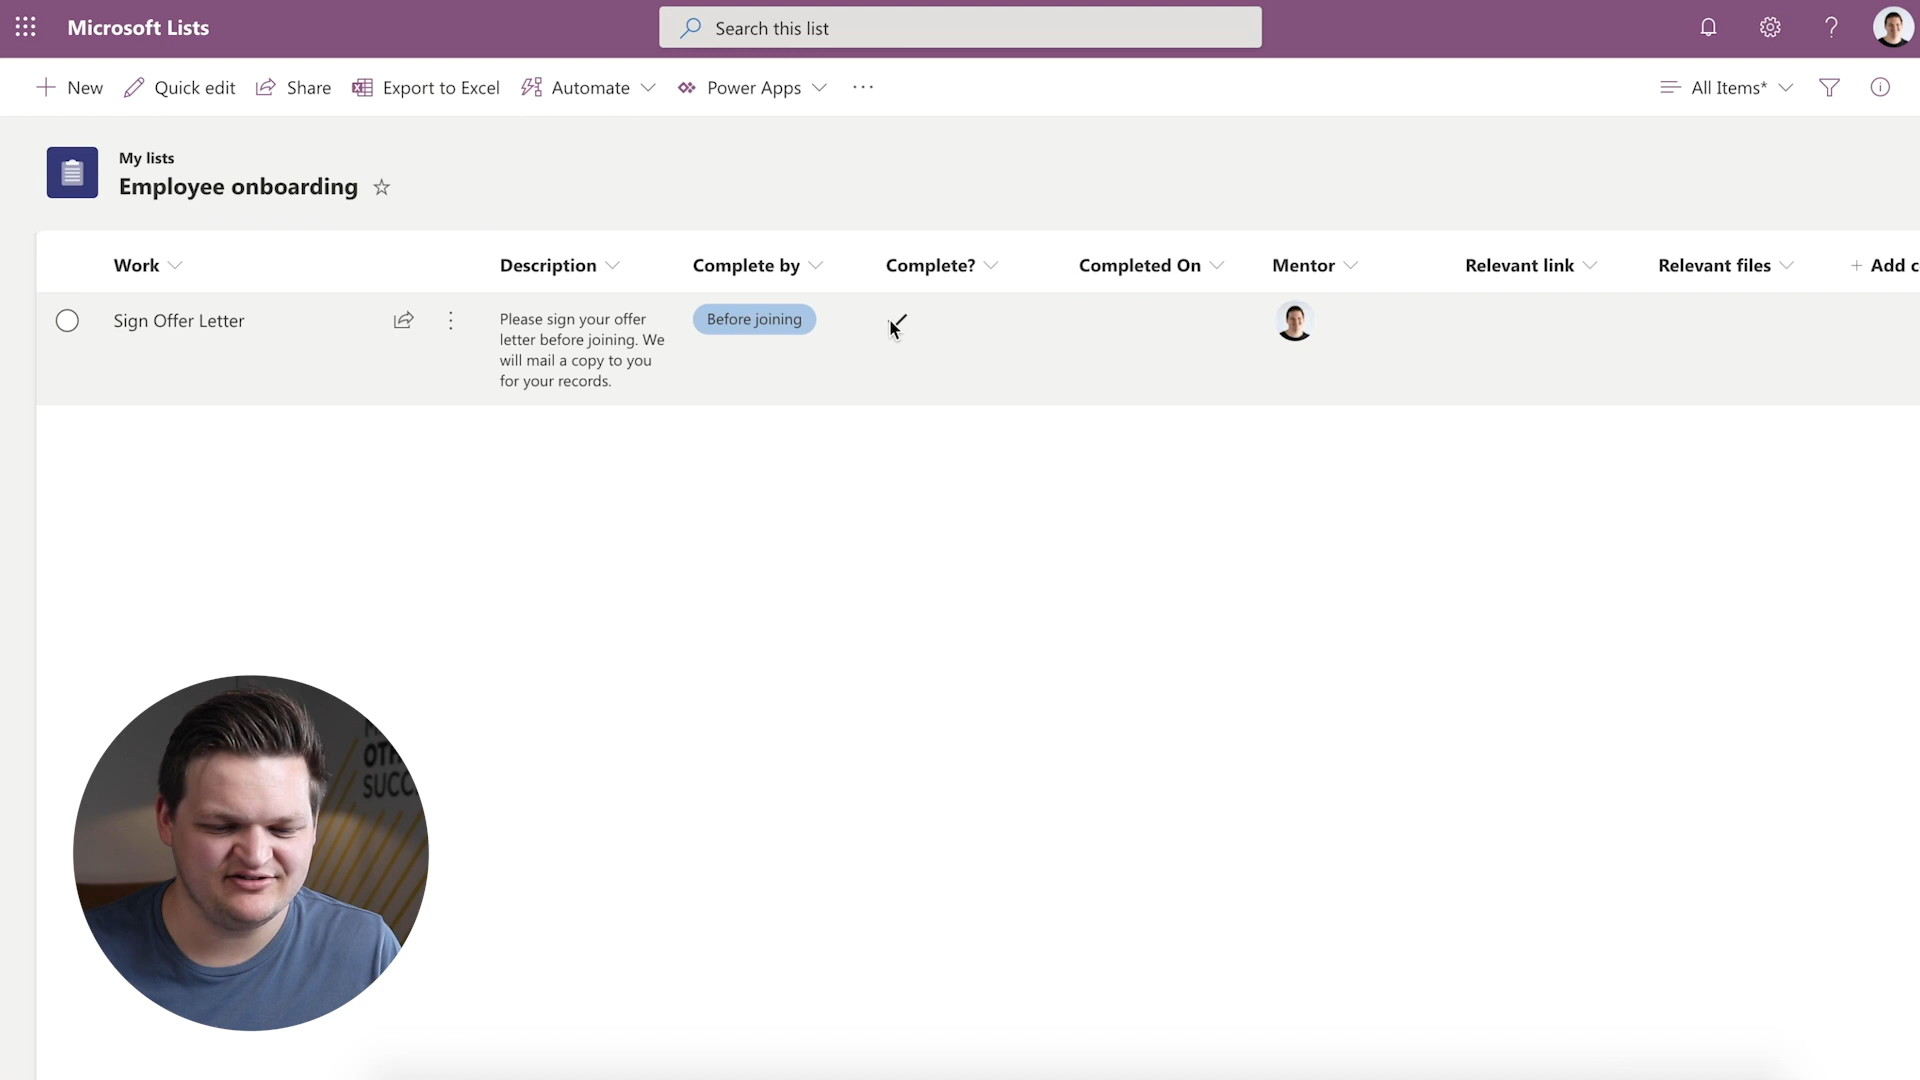 Microsoft Lists
Search this list
New
Quick edit
Share
Export to Excel
Automate
Power Apps
All Items*
My lists
Employee onboarding
Work
Description
Complete by
Complete?
Completed On
Mentor
Relevant link
Relevant files
+ Add c
Sign Offer Letter
Please sign your offer
letter before joining. We
will mail a copy to you
for your records.
Before joining
OTH
SUCC